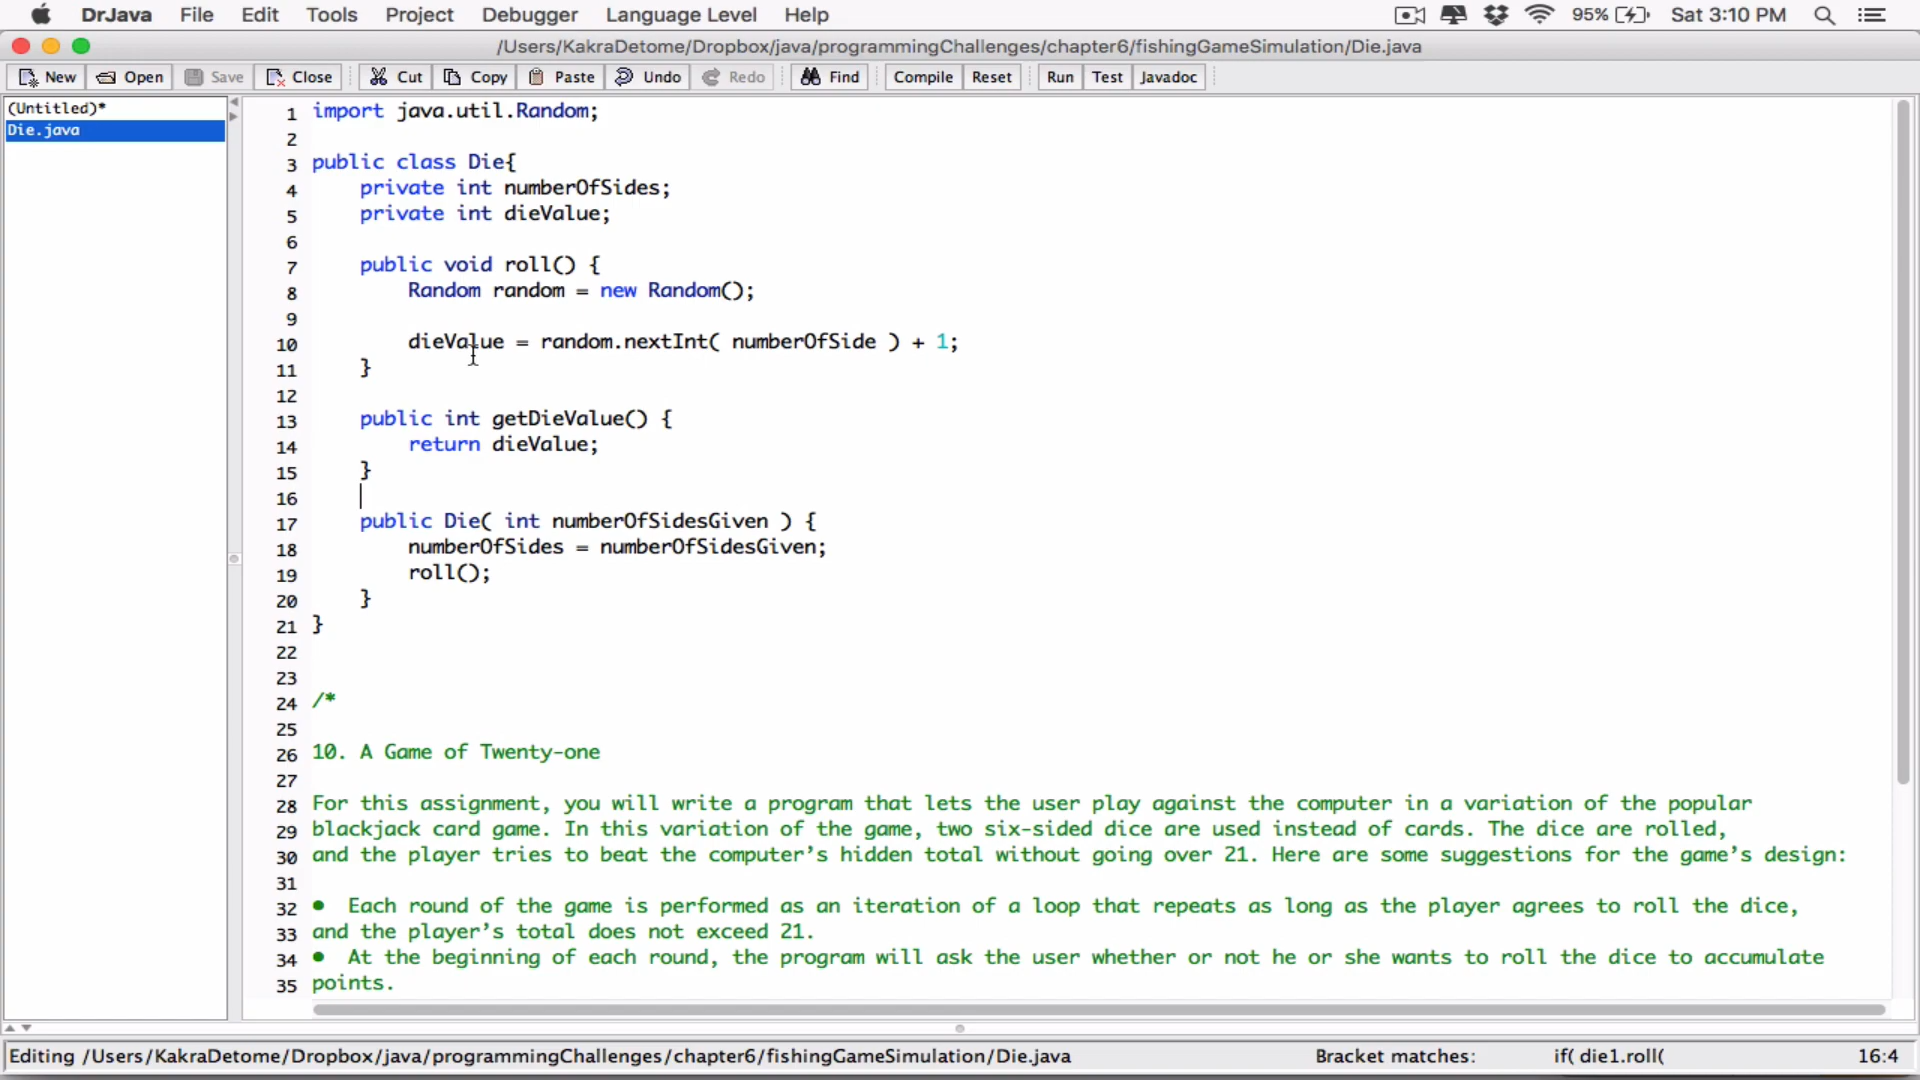 DrJava File Edit Tools Project Debugger Language Level Help 95% Sat 3:10 PM
/Users/KakraDetome/Dropbox/java/programmingChallenges/chapter6/fishingGameSimulation/Die.java
New Open Save Close Cut Copy Paste Undo Redo Find Compile Reset Run Test Javadoc
(Untitled)*
Die.java
1 import java.util.Random;
2
3 public class Die{
4 private int numberOfSides;
5 private int dieValue;
6
7 public void roll() {
8 Random random = new Random();
9
10 dieValue = random.nextInt( numberOfSide ) + 1;
11 }
12
13 public int getDieValue() {
14 return dieValue;
15 }
16
17 public Die( int numberOfSidesGiven ) {
18 numberOfSides = numberOfSidesGiven;
19 roll();
20 }
21 }
22
23
24 /*
25
26 10. A Game of Twenty-one
27
28 For this assignment, you will write a program that lets the user play against the computer in a variation of the popular
29 blackjack card game. In this variation of the game, two six-sided dice are used instead of cards. The dice are rolled,
30 and the player tries to beat the computer’s hidden total without going over 21. Here are some suggestions for the game’s design:
31
32 ● Each round of the game is performed as an iteration of a loop that repeats as long as the player agrees to roll the dice,
33 and the player’s total does not exceed 21.
34 ● At the beginning of each round, the program will ask the user whether or not he or she wants to roll the dice to accumulate
35 points.
Editing /Users/KakraDetome/Dropbox/java/programmingChallenges/chapter6/fishingGameSimulation/Die.java Bracket matches: if( die1.roll( 16:4